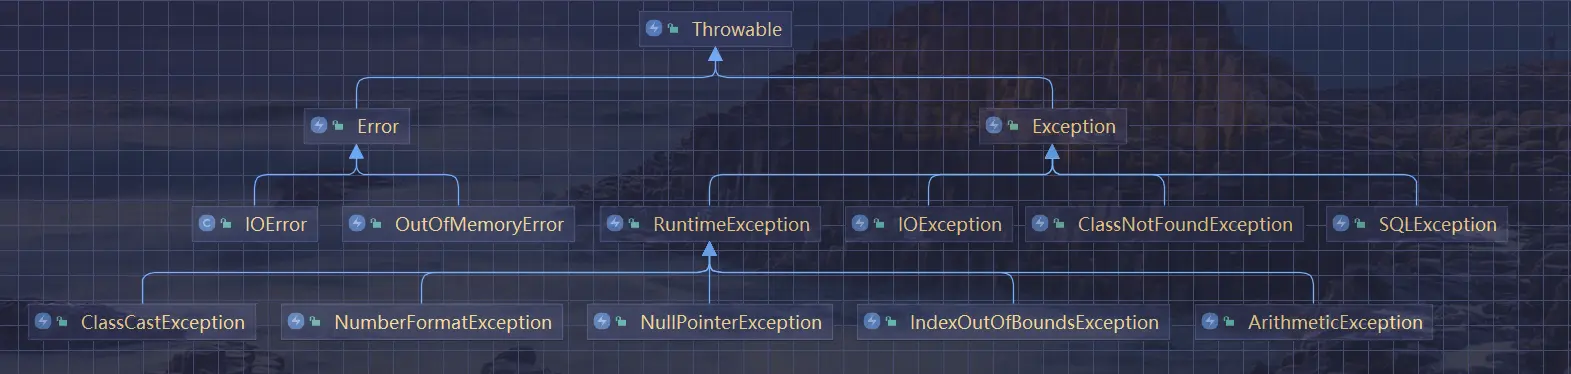 Throwable
Error
Exception
IOError
OutOfMemoryError
RuntimeException
IOException
ClassNotFoundException
SQLException
ClassCastException
NumberFormatException
NullPointerException
IndexOutOfBoundsException
ArithmeticException